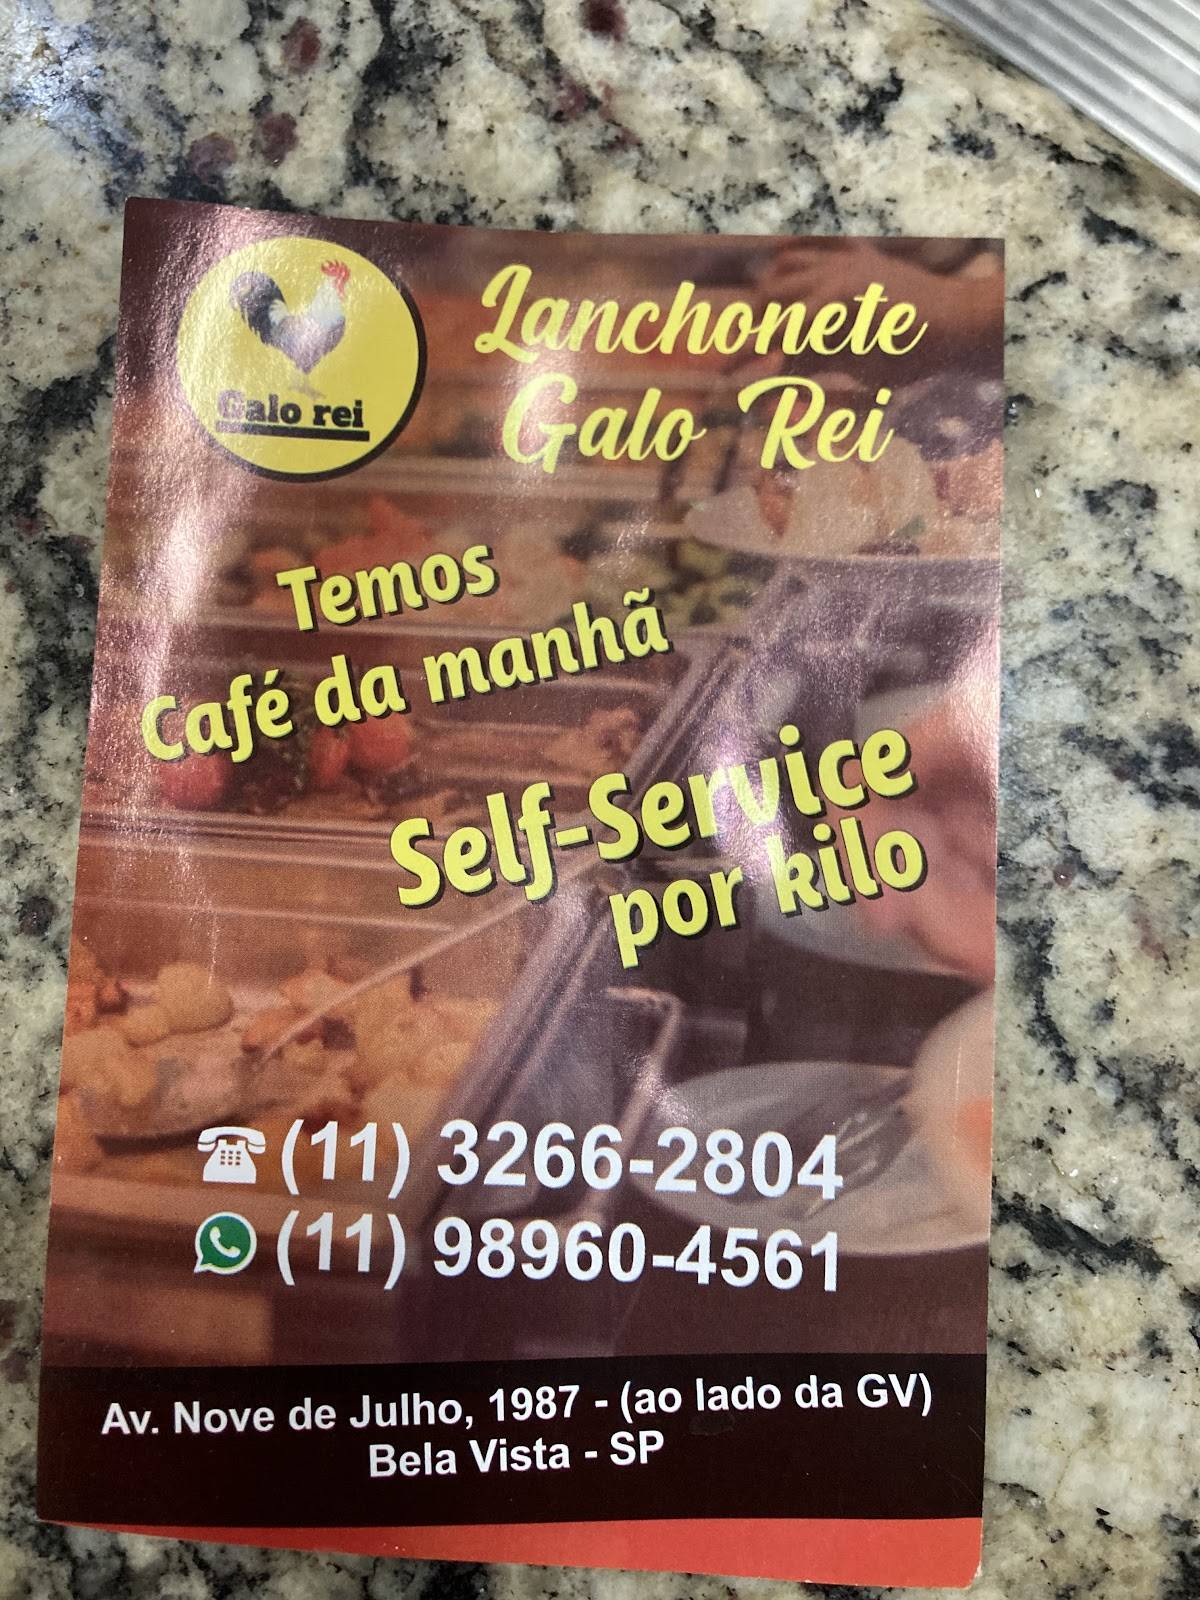 Galo rei
Lanchonete
Galo Rei
Temos
Café da manhã
Self-Service
por kilo
(11) 3266-2804
(11) 98960-4561
Av. Nove de Julho, 1987 - (ao lado da GV)
Bela Vista - SP